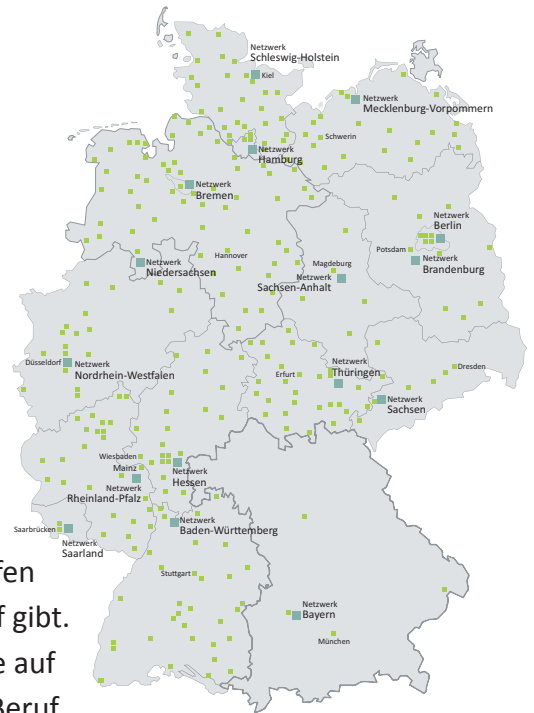 Netzwerk
Schleswig-Holstein
Kiel
Netzwerk
Mecklenburg-Vorpommern
Schwerin
Netzwerk
Hamburg
Netzwerk
Bremen
Netzwerk
Berlin
Potsdam
Netzwerk
Brandenburg
Hannover
Netzwerk
Niedersachsen
Magdeburg
Netzwerk
Sachsen-Anhalt
Düsseldorf
Netzwerk
Nordrhein-Westfalen
Erfurt
Netzwerk
Thüringen
Dresden
Netzwerk
Sachsen
Wiesbaden
Mainz
Netzwerk
Rheinland-Pfalz
Netzwerk
Hessen
Saarbrücken
Netzwerk
Saarland
Netzwerk
Baden-Württemberg
Stuttgart
Netzwerk
Bayern
München
fen
f gibt.
e auf
Beruf